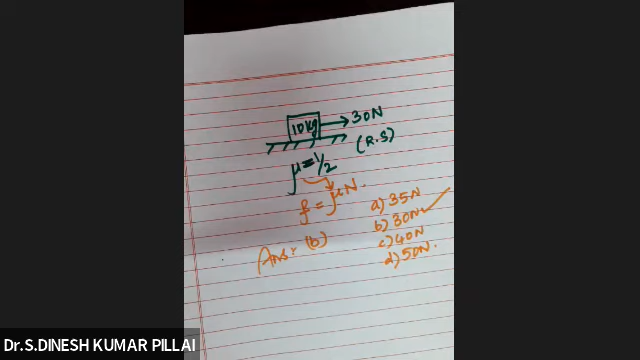 10kg
30N
(R.S)
μ = 1/2
f = μN.
a) 35N
b) 30N ✓
c) 40N
d) 50N.
Ans: (b)
Dr.S.DINESH KUMAR PILLAI